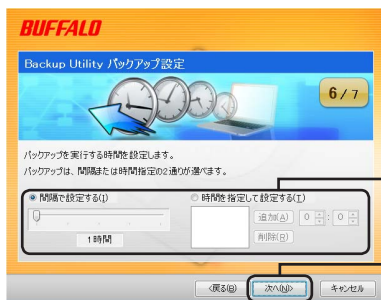 BUFFALO
Backup Utility バックアップ設定
6/7
バックアップを実行する時間を設定します。
バックアップは、間隔または時間指定の2通りが選べます。
間隔で設定する(I)
時間を指定して設定する(T)
追加(A) 0 : 0
1時間
削除(R)
<戻る(B) 次へ(N)> キャンセル